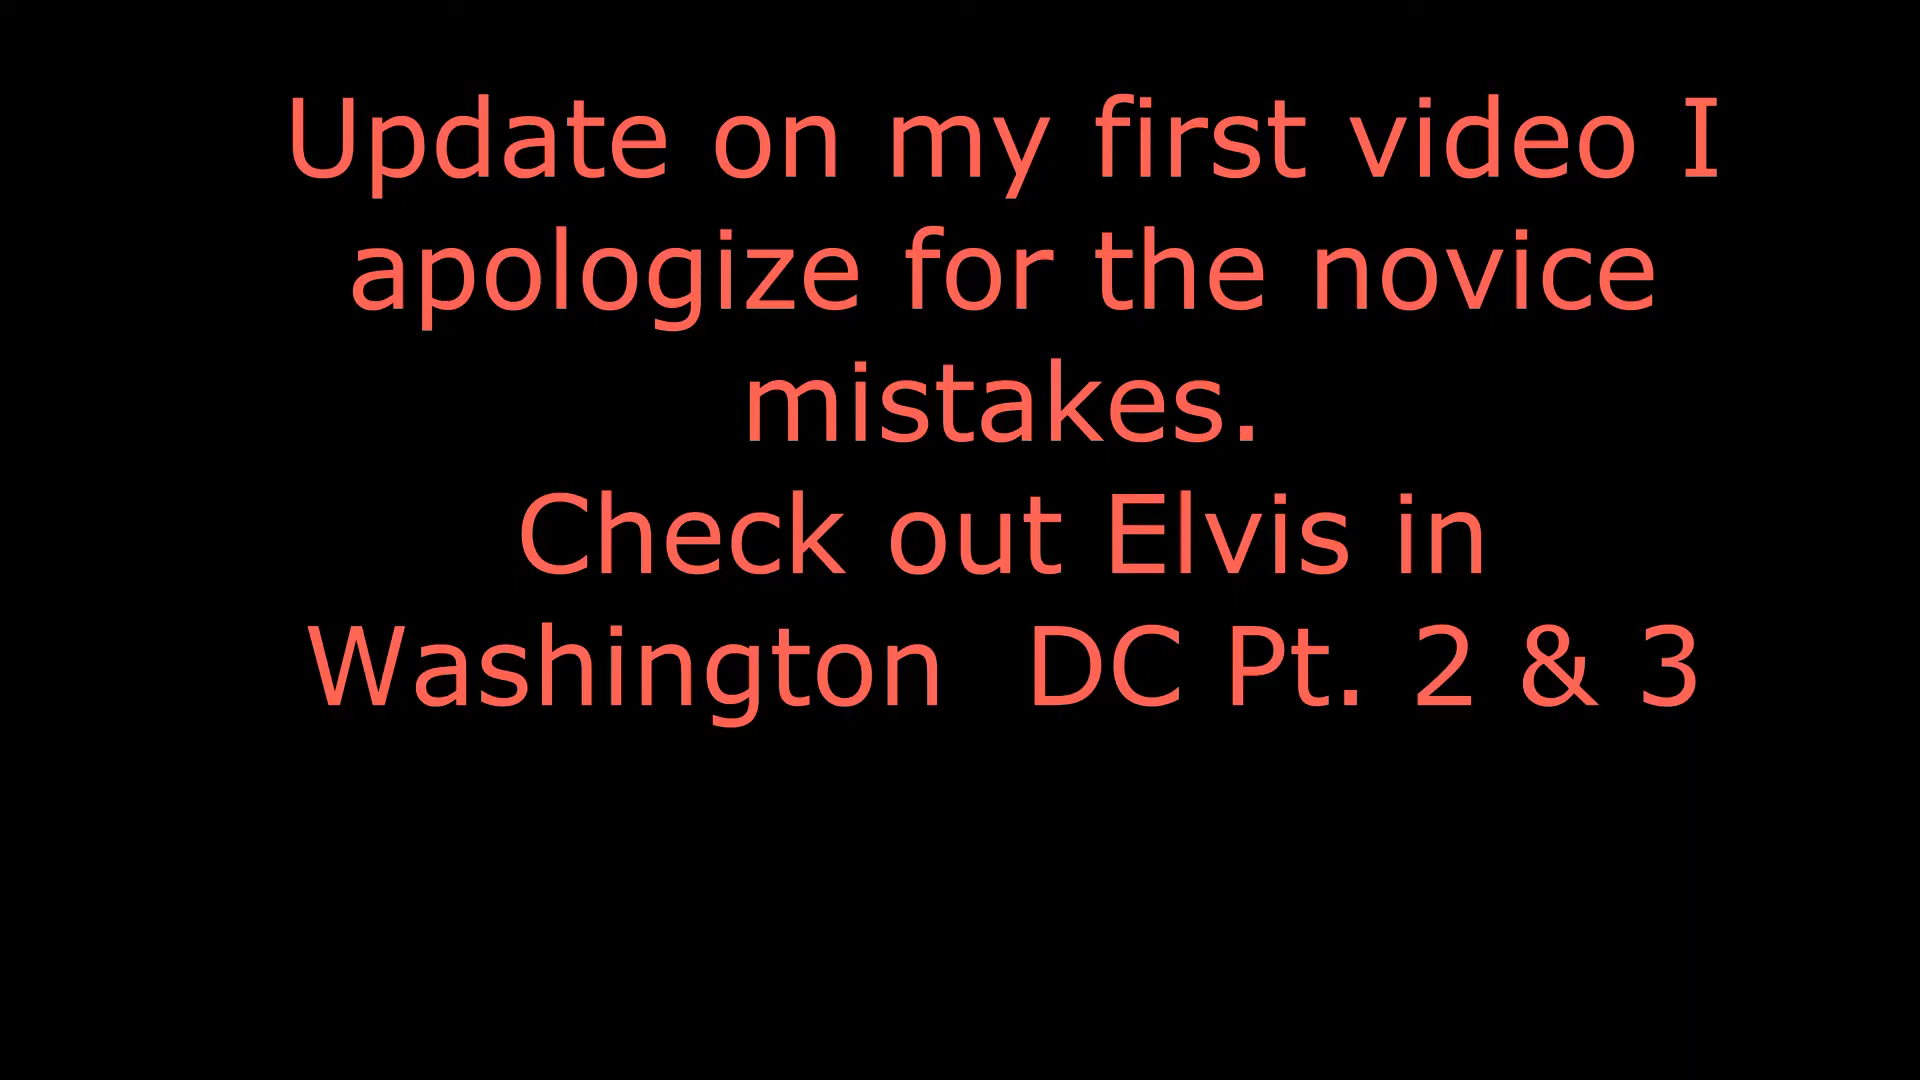 Update on my first video I
apologize for the novice
mistakes.
Check out Elvis in
Washington  DC Pt. 2 & 3